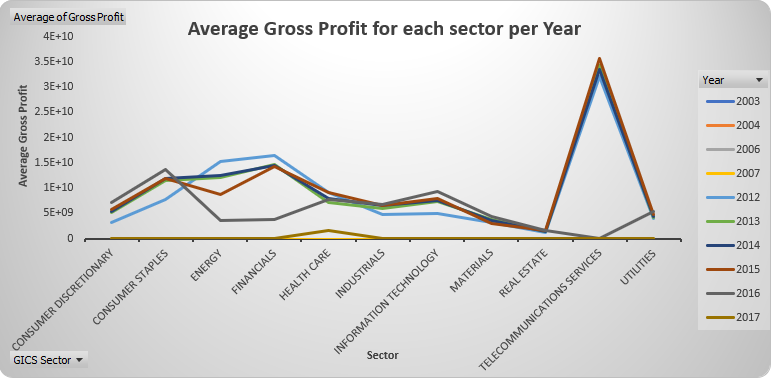 Average of Gross Profit
Average Gross Profit for each sector per Year
4E+10
3.5E+10
3E+10
2.5E+10
2E+10
1.5E+10
1E+10
5E+09
0
Average Gross Profit
CONSUMER DISCRETIONARY
CONSUMER STAPLES
ENERGY
FINANCIALS
HEALTH CARE
INDUSTRIALS
INFORMATION TECHNOLOGY
MATERIALS
REAL ESTATE
TELECOMMUNICATIONS SERVICES
UTILITIES
Sector
Year
2003
2004
2006
2007
2012
2013
2014
2015
2016
2017
GICS Sector